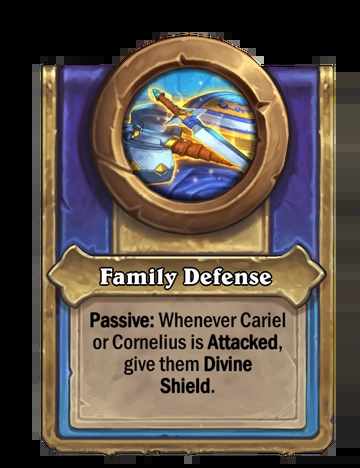 Family Defense
Passive: Whenever Cariel
or Cornelius is Attacked,
give them Divine
Shield.